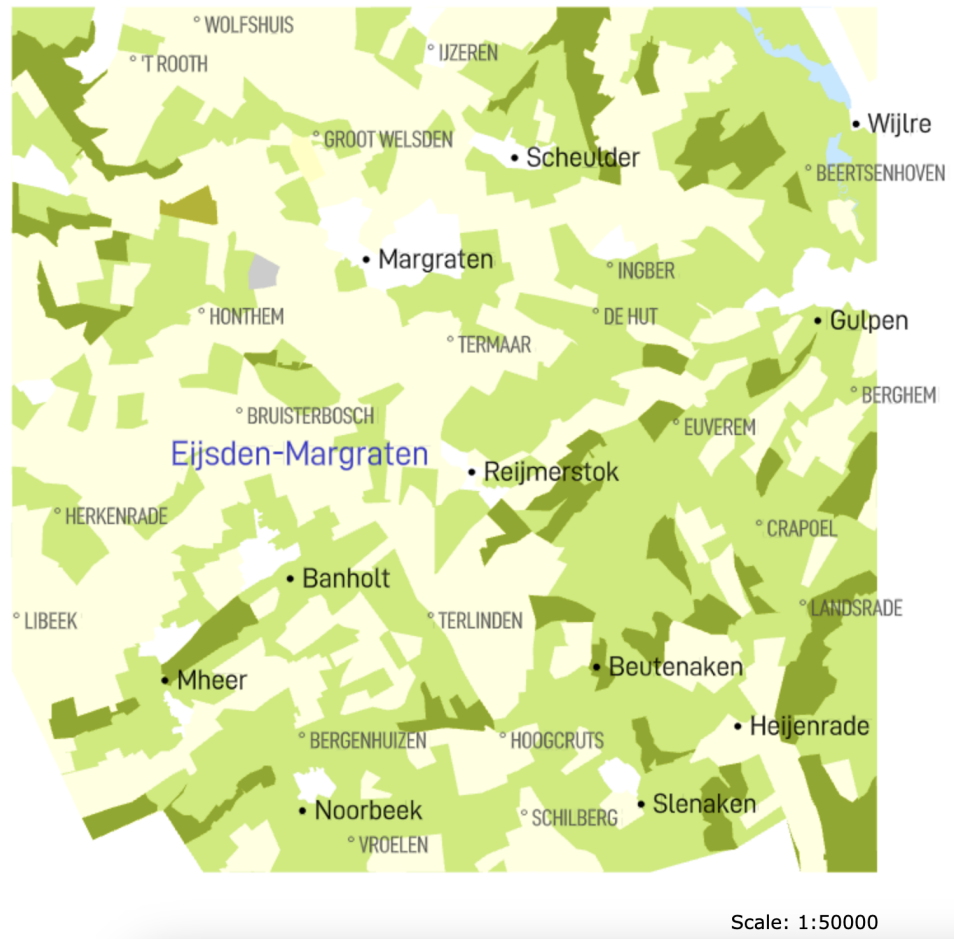 WOLFSHUIS
IJZEREN
'T ROOTH
Wijlre
GROOT WELSDEN
Scheulder
BEERTSENHOVEN
Margraten
INGBER
HONTHEM
DE HUT
Gulpen
TERMAAR
BERGHEM
BRUISTERBOSCH
EUVEREM
Eijsden-Margraten
Reijmerstok
HERKENRADE
CRAPOEL
Banholt
LANDSRADE
LIBEEK
TERLINDEN
Beutenaken
Mheer
Heijenrade
BERGENHUIZEN
HOOGCRUTS
Slenaken
Noorbeek
SCHILBERG
VROELEN
Scale: 1:50000